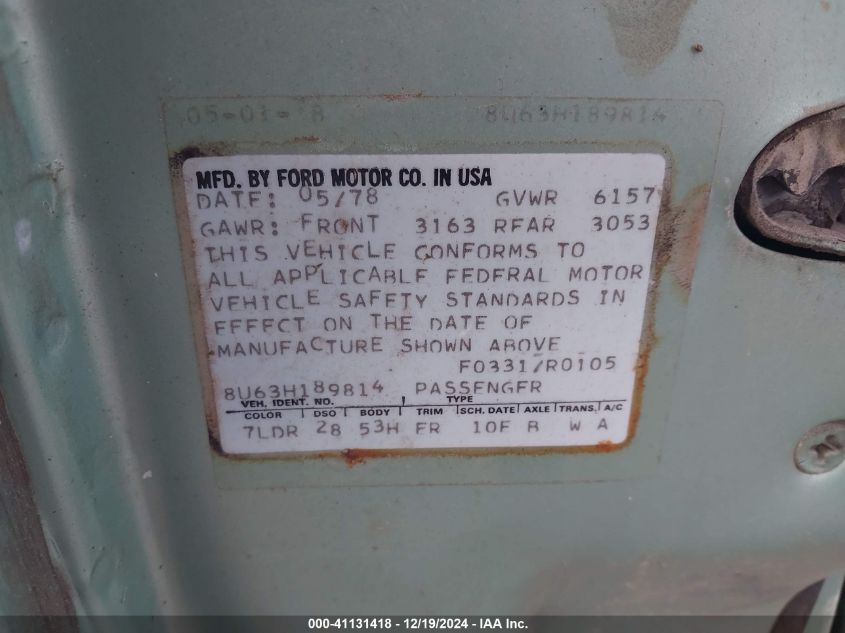 05-01- 8 8U63H189814
MFD. BY FORD MOTOR CO. IN USA
DATE: 05/78 GVWR 6157
GAWR: FRONT 3163 REAR 3053
THIS VEHICLE CONFORMS TO
ALL APPLICABLE FEDERAL MOTOR
VEHICLE SAFETY STANDARDS IN
EFFECT ON THE DATE OF
MANUFACTURE SHOWN ABOVE
F0331/R0105
8U63H189814 PASSENGER
VEH. IDENT. NO. TYPE
COLOR DSO BODY TRIM SCH. DATE AXLE TRANS. A/C
7LDR 28 53H FR 10F B W A
000-41131418 - 12/19/2024 - IAA Inc.